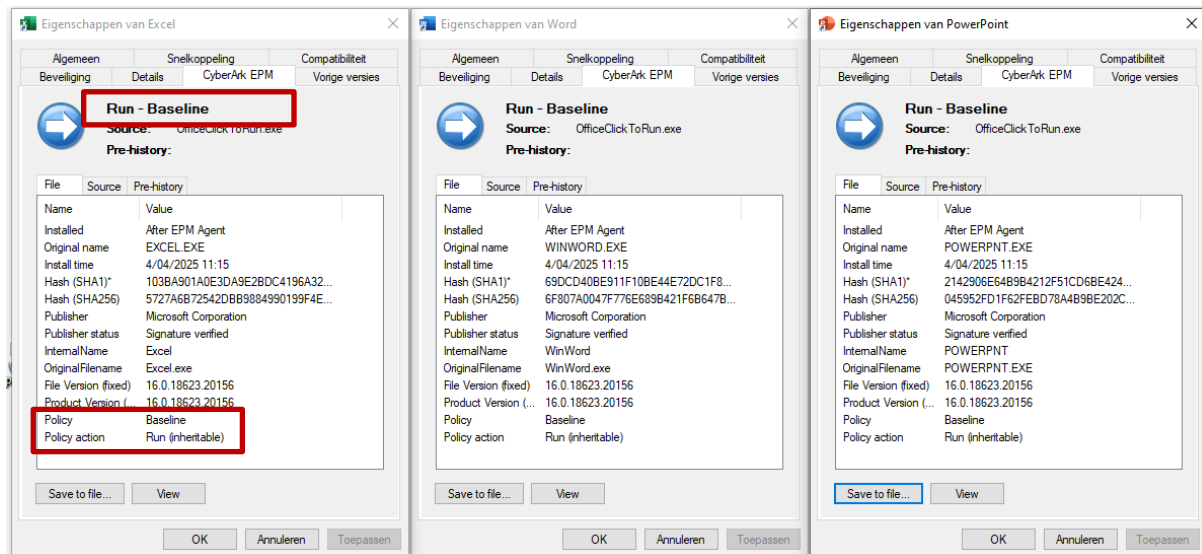 Eigenschappen van Excel
Algemeen Snelkoppeling Compatibiliteit
Beveiliging Details CyberArk EPM Vorige versies
Run - Baseline
Source: OfficeClickToRun.exe
Pre-history:
File Source Pre-history
Name Value
Installed After EPM Agent
Original name EXCEL.EXE
Install time 4/04/2025 11:15
Hash (SHA1)* 103BA901A0E3DA9E2BDC4196A32...
Hash (SHA256) 5727A6B72542DBB9884990199F4E...
Publisher Microsoft Corporation
Publisher status Signature verified
InternalName Excel
OriginalFilename Excel.exe
File Version (fixed) 16.0.18623.20156
Product Version (... 16.0.18623.20156
Policy Baseline
Policy action Run (inheritable)
Save to file... View
OK Annuleren Toepassen
Eigenschappen van Word
Algemeen Snelkoppeling Compatibiliteit
Beveiliging Details CyberArk EPM Vorige versies
Run - Baseline
Source: OfficeClickToRun.exe
Pre-history:
File Source Pre-history
Name Value
Installed After EPM Agent
Original name WINWORD.EXE
Install time 4/04/2025 11:15
Hash (SHA1)* 69DCD40BE911F10BE44E72DC1F8...
Hash (SHA256) 6F807A0047F776E689B421F6B647B...
Publisher Microsoft Corporation
Publisher status Signature verified
InternalName WinWord
OriginalFilename WinWord.exe
File Version (fixed) 16.0.18623.20156
Product Version (... 16.0.18623.20156
Policy Baseline
Policy action Run (inheritable)
Save to file... View
OK Annuleren Toepassen
Eigenschappen van PowerPoint
Algemeen Snelkoppeling Compatibiliteit
Beveiliging Details CyberArk EPM Vorige versies
Run - Baseline
Source: OfficeClickToRun.exe
Pre-history:
File Source Pre-history
Name Value
Installed After EPM Agent
Original name POWERPNT.EXE
Install time 4/04/2025 11:15
Hash (SHA1)* 2142906E64B9B4212F51CD6BE424...
Hash (SHA256) 045952FD1F62FEBD78A4B9BE202C...
Publisher Microsoft Corporation
Publisher status Signature verified
InternalName POWERPNT
OriginalFilename POWERPNT.EXE
File Version (fixed) 16.0.18623.20156
Product Version (... 16.0.18623.20156
Policy Baseline
Policy action Run (inheritable)
Save to file... View
OK Annuleren Toepassen